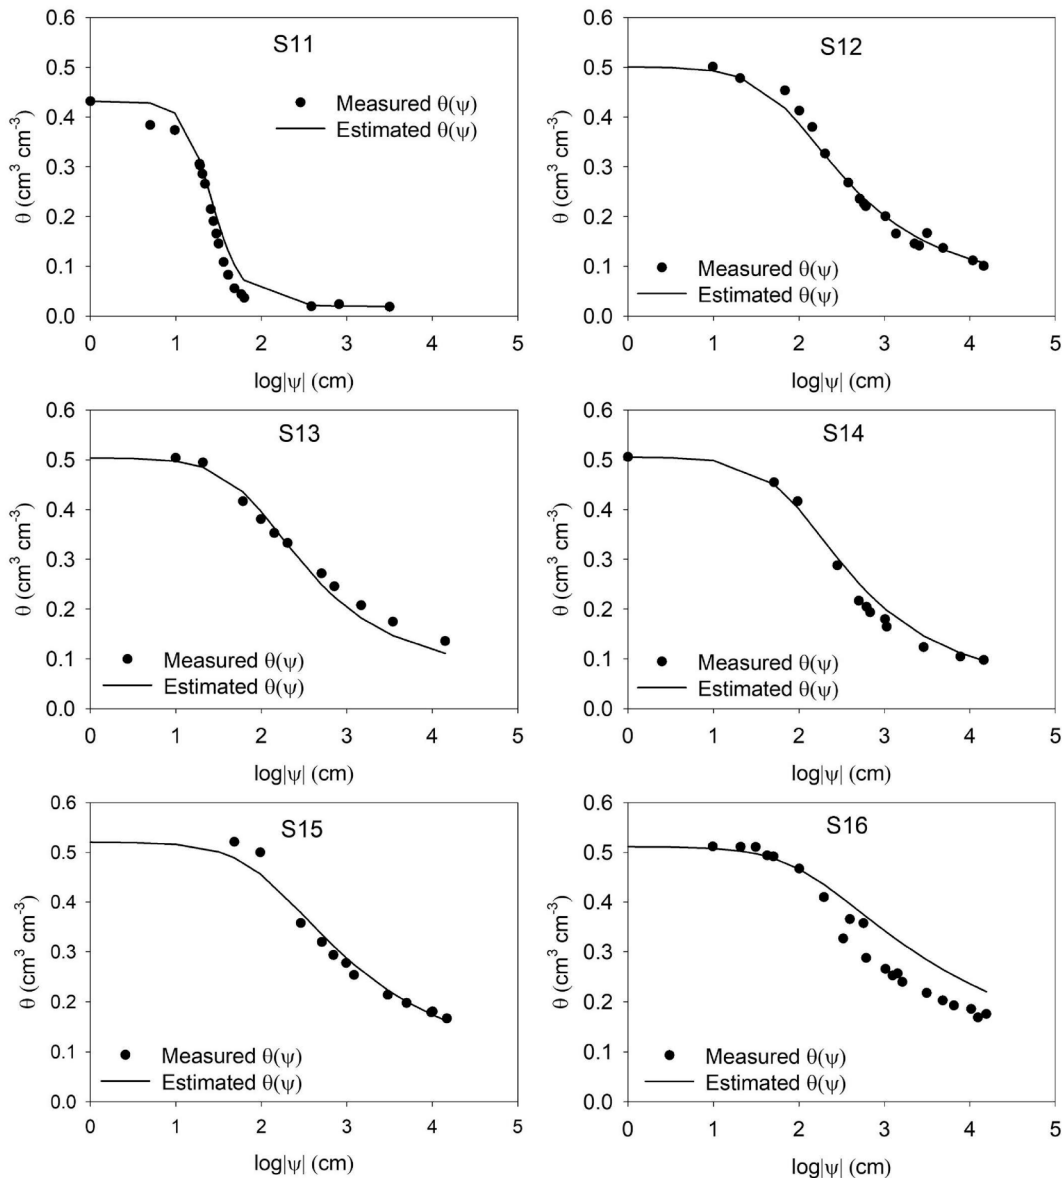 S11
0.6
0.5
0.4
0.3
0.2
0.1
0.0
θ (cm³ cm⁻³)
Measured θ(ψ)
Estimated θ(ψ)
0 1 2 3 4 5
log|ψ| (cm)
S12
0.6
0.5
0.4
0.3
0.2
0.1
0.0
θ (cm³ cm⁻³)
Measured θ(ψ)
Estimated θ(ψ)
0 1 2 3 4 5
log|ψ| (cm)
S13
0.6
0.5
0.4
0.3
0.2
0.1
0.0
θ (cm³ cm⁻³)
Measured θ(ψ)
Estimated θ(ψ)
0 1 2 3 4 5
log|ψ| (cm)
S14
0.6
0.5
0.4
0.3
0.2
0.1
0.0
θ (cm³ cm⁻³)
Measured θ(ψ)
Estimated θ(ψ)
0 1 2 3 4 5
log|ψ| (cm)
S15
0.6
0.5
0.4
0.3
0.2
0.1
0.0
θ (cm³ cm⁻³)
Measured θ(ψ)
Estimated θ(ψ)
0 1 2 3 4 5
log|ψ| (cm)
S16
0.6
0.5
0.4
0.3
0.2
0.1
0.0
θ (cm³ cm⁻³)
Measured θ(ψ)
Estimated θ(ψ)
0 1 2 3 4 5
log|ψ| (cm)